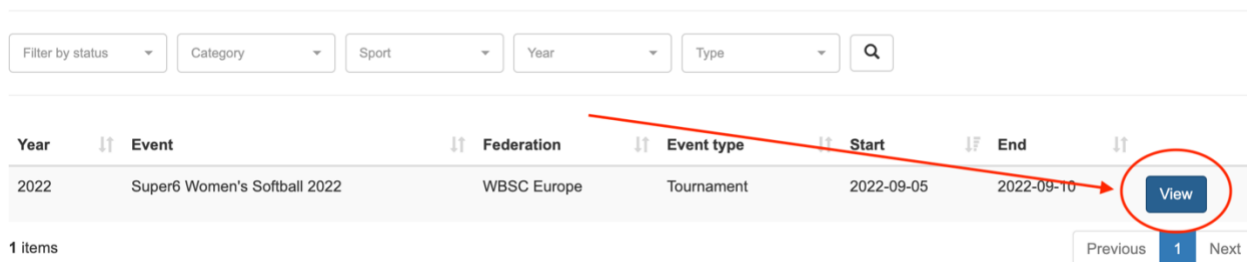 Filter by status Category Sport Year Type
Year Event Federation Event type Start End
2022 Super6 Women's Softball 2022 WBSC Europe Tournament 2022-09-05 2022-09-10 View
1 items Previous 1 Next